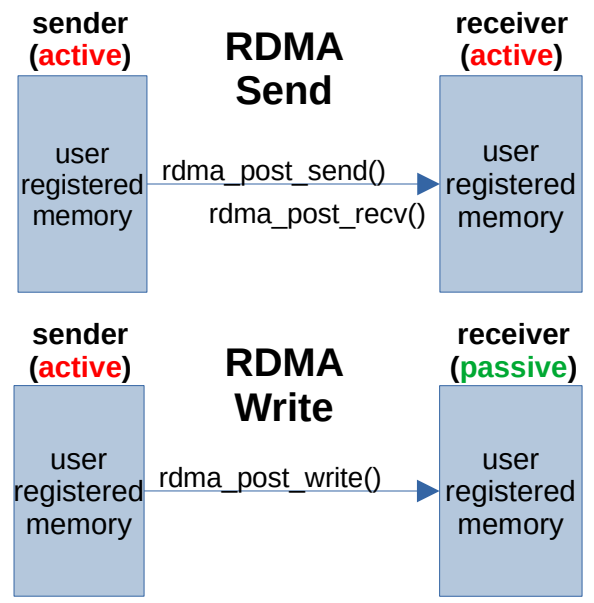 sender
(active)
RDMA
Send
receiver
(active)
user
registered
memory
rdma_post_send()
rdma_post_recv()
user
registered
memory
sender
(active)
RDMA
Write
receiver
(passive)
user
registered
memory
rdma_post_write()
user
registered
memory